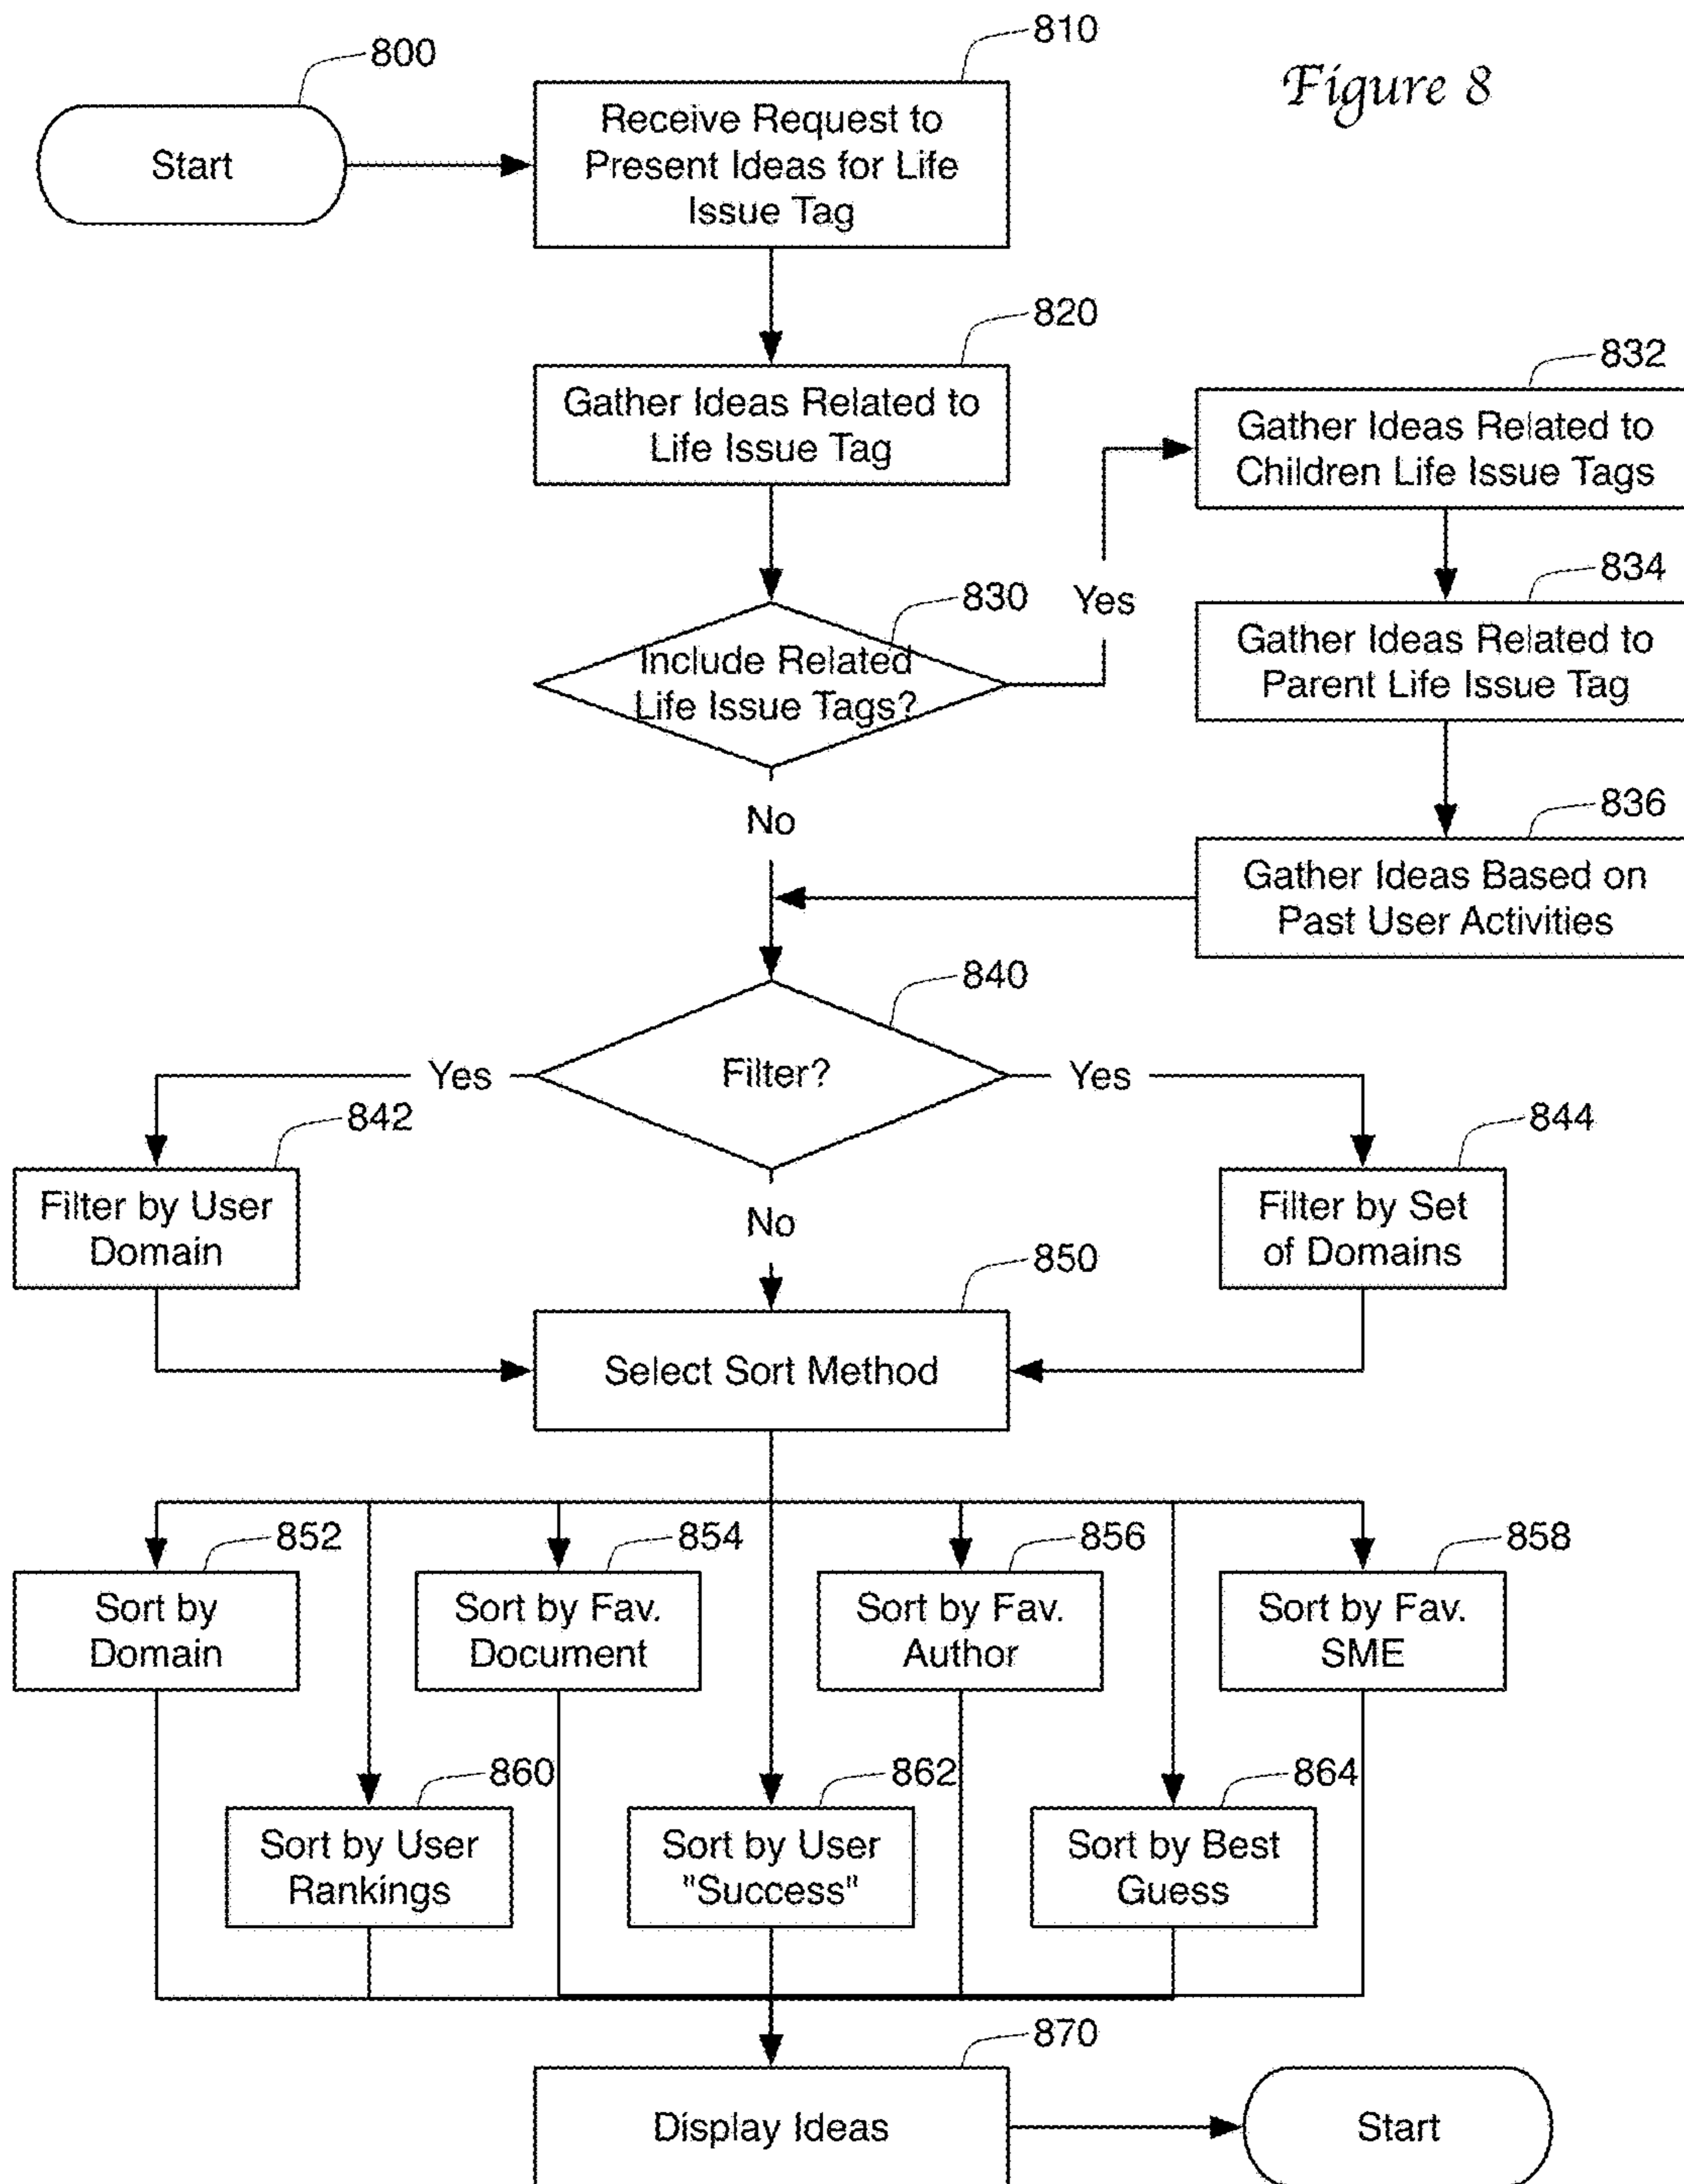 Figure 8
800
Start
810
Receive Request to
Present Ideas for Life
Issue Tag
820
Gather Ideas Related to
Life Issue Tag
830
Include Related
Life Issue Tags?
Yes
832
Gather Ideas Related to
Children Life Issue Tags
834
Gather Ideas Related to
Parent Life Issue Tag
836
Gather Ideas Based on
Past User Activities
No
840
Filter?
Yes
Yes
842
Filter by User
Domain
844
Filter by Set
of Domains
No
850
Select Sort Method
852
Sort by
Domain
854
Sort by Fav.
Document
856
Sort by Fav.
Author
858
Sort by Fav.
SME
860
Sort by User
Rankings
862
Sort by User
"Success"
864
Sort by Best
Guess
870
Display Ideas
Start